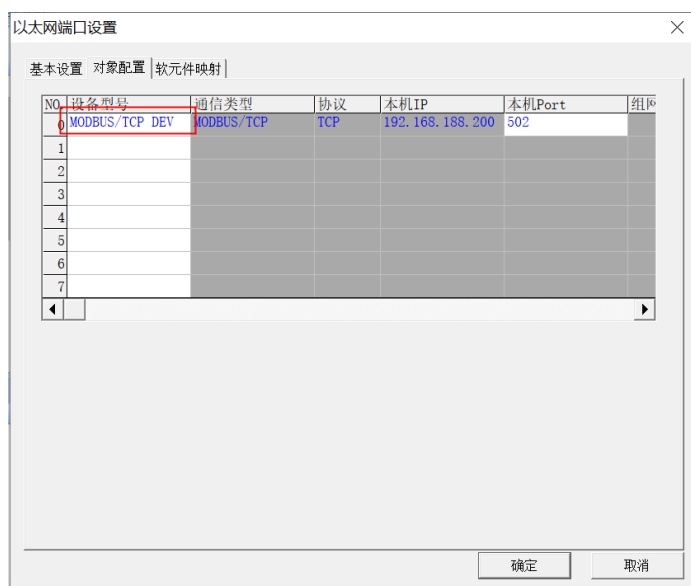 以太网端口设置
基本设置 对象配置 软元件映射
NO. 设备型号 通信类型 协议 本机IP 本机Port
0 MODBUS/TCP DEV MODBUS/TCP TCP 192.168.188.200 502
1
2
3
4
5
6
7
确定 取消